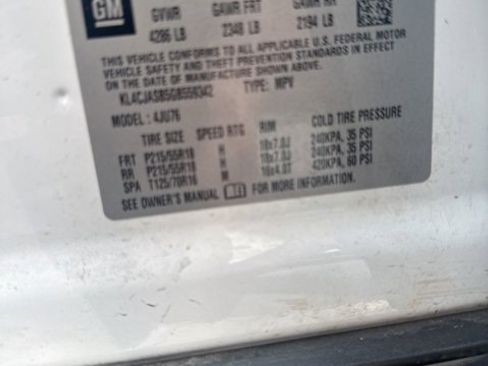 GM
GVWR GAWR FRT GAWR RR
4286 LB 2348 LB 2194 LB
THIS VEHICLE CONFORMS TO ALL APPLICABLE U.S. FEDERAL MOTOR
VEHICLE SAFETY AND THEFT PREVENTION STANDARDS IN EFFECT ON THE
DATE OF MANUFACTURE SHOWN ABOVE.
TYPE: MPV
MODEL: 4JU76
TIRE SIZE SPEED RTG RIM COLD TIRE PRESSURE
FRT P215/55R18 H 18x7.0J 240KPA, 35 PSI
RR P215/55R18 H 18x7.0J 240KPA, 35 PSI
SPA T125/70R16 M 16x4.0T 420KPA, 60 PSI
SEE OWNER'S MANUAL FOR MORE INFORMATION.